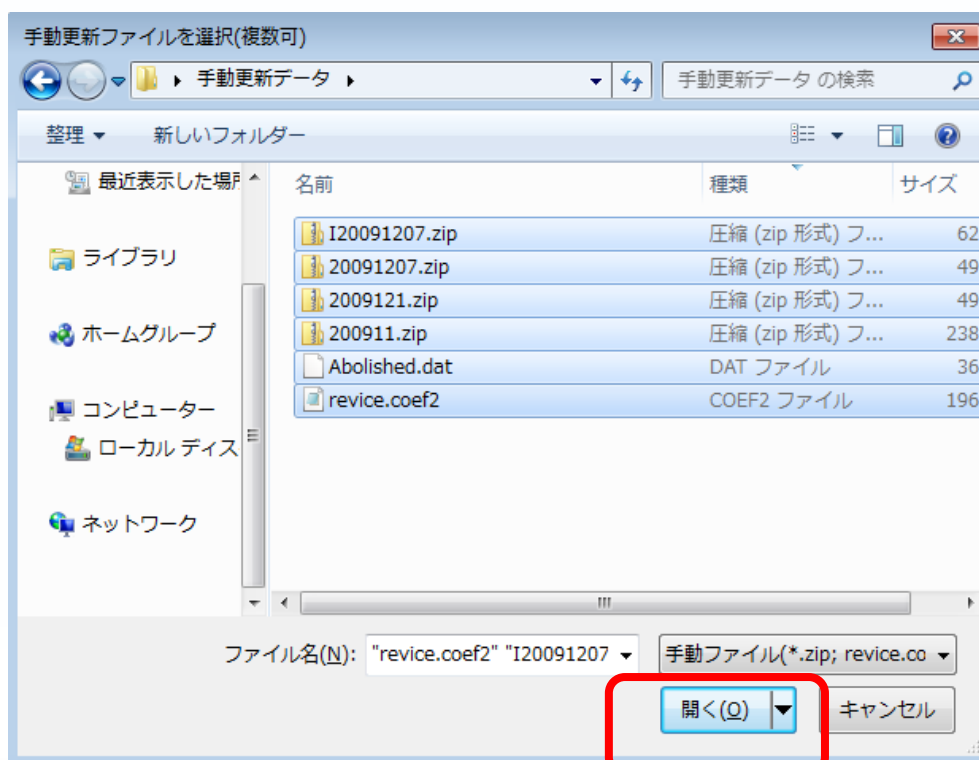 手動更新ファイルを選択(複数可)
手動更新データ
手動更新データ の検索
整理 新しいフォルダー
最近表示した場所
ライブラリ
ホームグループ
コンピューター
ローカル ディス
ネットワーク
名前 種類 サイズ
I20091207.zip 圧縮 (zip 形式) フ... 62
20091207.zip 圧縮 (zip 形式) フ... 49
2009121.zip 圧縮 (zip 形式) フ... 49
200911.zip 圧縮 (zip 形式) フ... 238
Abolished.dat DAT ファイル 36
revice.coef2 COEF2 ファイル 196
ファイル名(N): "revice.coef2" "I20091207 手動ファイル(*.zip; revice.co
開く(O) キャンセル